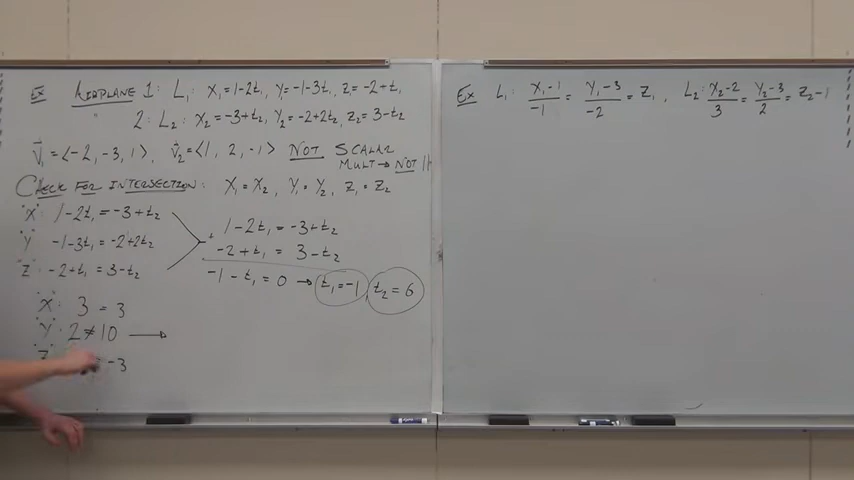 Ex AIRPLANE 1: L₁: X₁=1-2t₁, Y₁=-1-3t₁, Z₁=-2+t₁
2: L₂: X₂=-3+t₂, Y₂=-2+2t₂, Z₂=3-t₂
V⃗₁=<-2,-3,1>, V⃗₂=<1,2,-1> NOT SCALAR
MULT→NOT ||
CHECK FOR INTERSECTION: X₁=X₂, Y₁=Y₂, Z₁=Z₂
"X": 1-2t₁=-3+t₂
"Y" -1-3t₁=-2+2t₂
"Z": -2+t₁=3-t₂
1-2t₁=-3+t₂
-2+t₁=3-t₂
-1-t₁=0 → t₁=-1, t₂=6
"X": 3=3
"Y": 2≠10 →
"Z" -3
Ex L₁: X₁-1/-1 = Y₁-3/-2 = Z₁, L₂: X₂-2/3 = Y₂-3/2 = Z₂-1